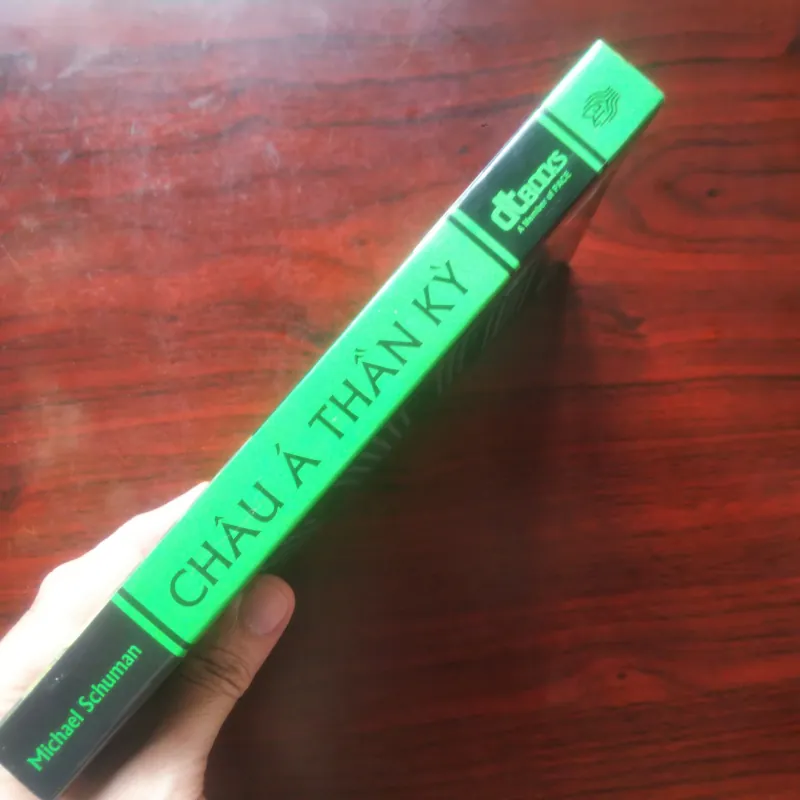 Michael Schuman
CHÂU Á THẦN KỲ
dtBOOKS
A Member of PACE